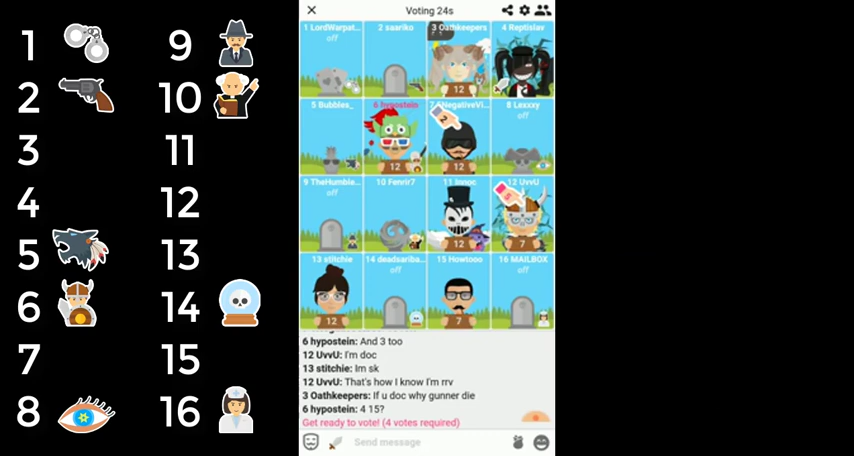 1
9
2
10
3
11
4
12
5
13
6
14
7
15
8
16
Voting 24s
1 LordWarpat...
off
2 saariko
3 Oathkeepers
4 Reptislav
12
5 Bubbles_
6 hypostein
8 Lexxxy
off
12
12
9 TheHumble...
off
10 Fenrir7
11 Innoc
12 UvvU
12
7
13 stitchie
14 deadsariba...
off
15 Howtooo
16 MAILBOX
off
12
7
6 hypostein: And 3 too
12 UvvU: I'm doc
13 stitchie: Im sk
12 UvvU: That's how I know I'm rrv
3 Oathkeepers: If u doc why gunner die
6 hypostein: 4 15?
Get ready to vote! (4 votes required)
Send message